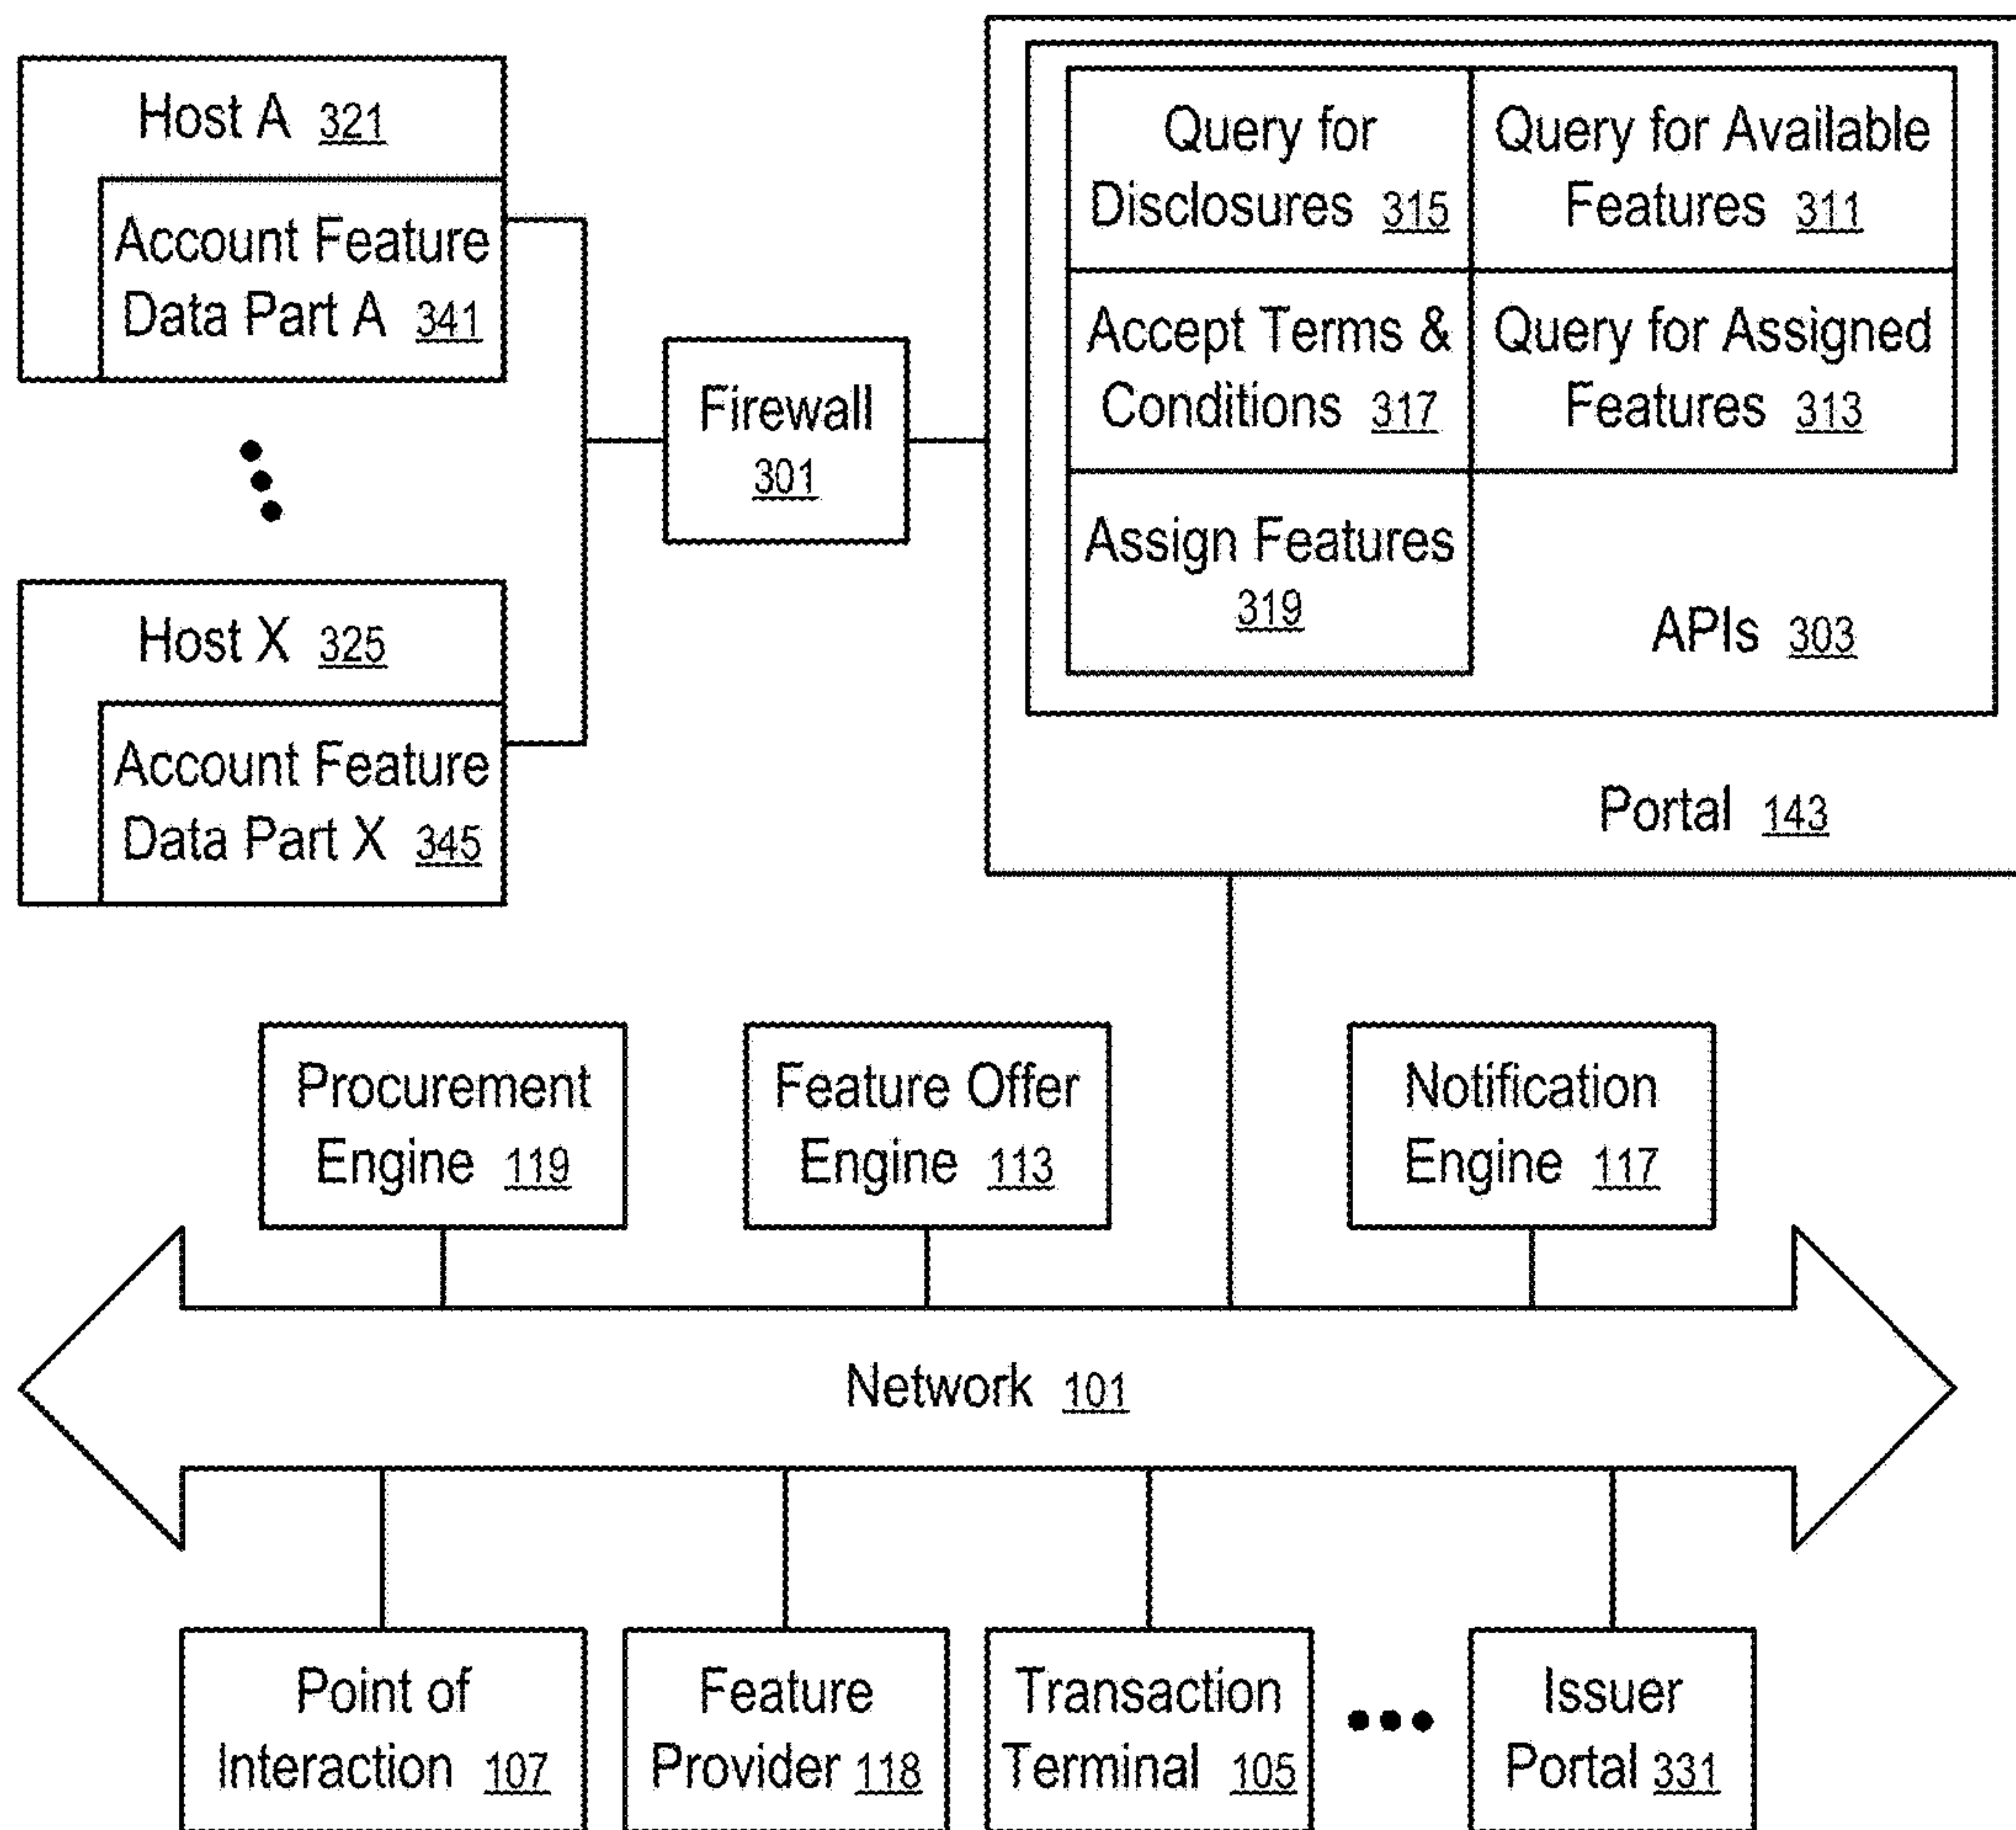 Host A 321
Account Feature
Data Part A 341
Host X 325
Account Feature
Data Part X 345
Firewall
301
Query for
Disclosures 315
Query for Available
Features 311
Accept Terms &
Conditions 317
Query for Assigned
Features 313
Assign Features
319
APIs 303
Portal 143
Procurement
Engine 119
Feature Offer
Engine 113
Notification
Engine 117
Network 101
Point of
Interaction 107
Feature
Provider 118
Transaction
Terminal 105
Issuer
Portal 331